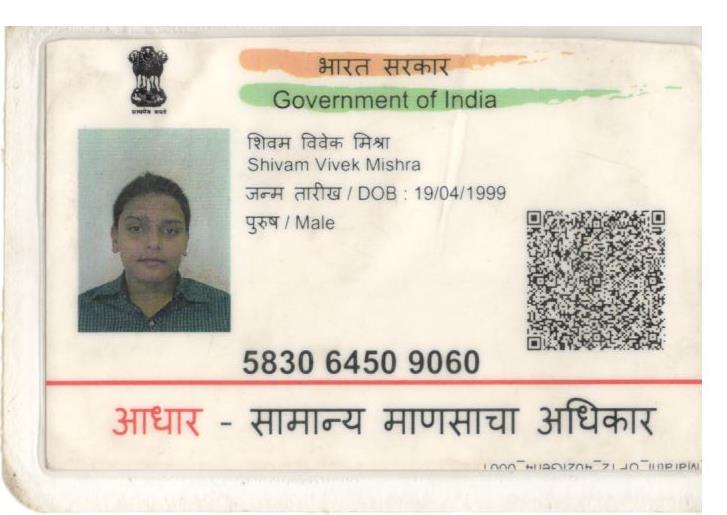 सत्यमेव जयते
भारत सरकार
Government of India
शिवम विवेक मिश्रा
Shivam Vivek Mishra
जन्म तारीख / DOB : 19/04/1999
पुरुष / Male
5830 6450 9060
आधार - सामान्य माणसाचा अधिकार